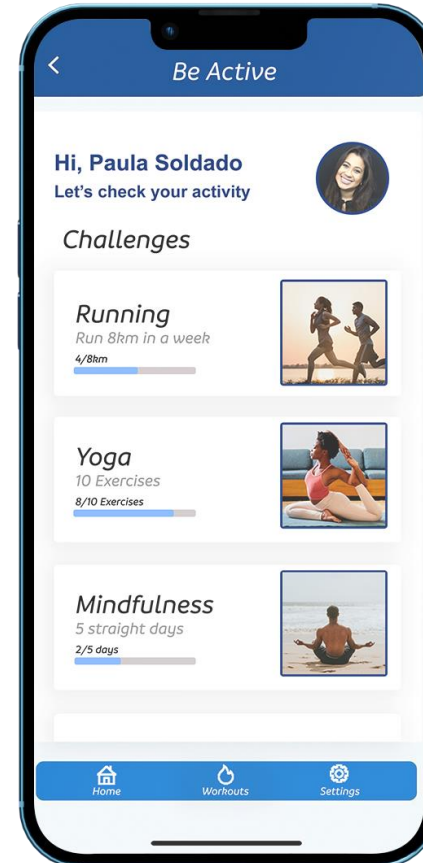 Be Active
Hi, Paula Soldado
Let's check your activity
Challenges
Running
Run 8km in a week
4/8km
Yoga
10 Exercises
8/10 Exercises
Mindfulness
5 straight days
2/5 days
Home
Workouts
Settings